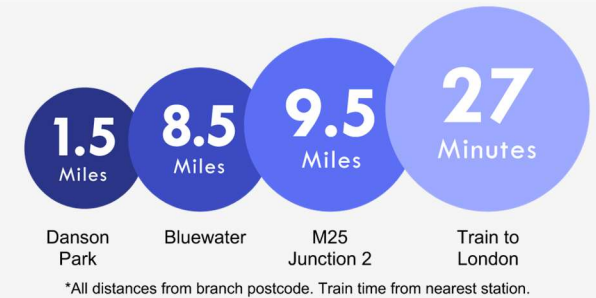 1.5
Miles
8.5
Miles
9.5
Miles
27
Minutes
Danson
Park
Bluewater
M25
Junction 2
Train to
London
*All distances from branch postcode. Train time from nearest station.